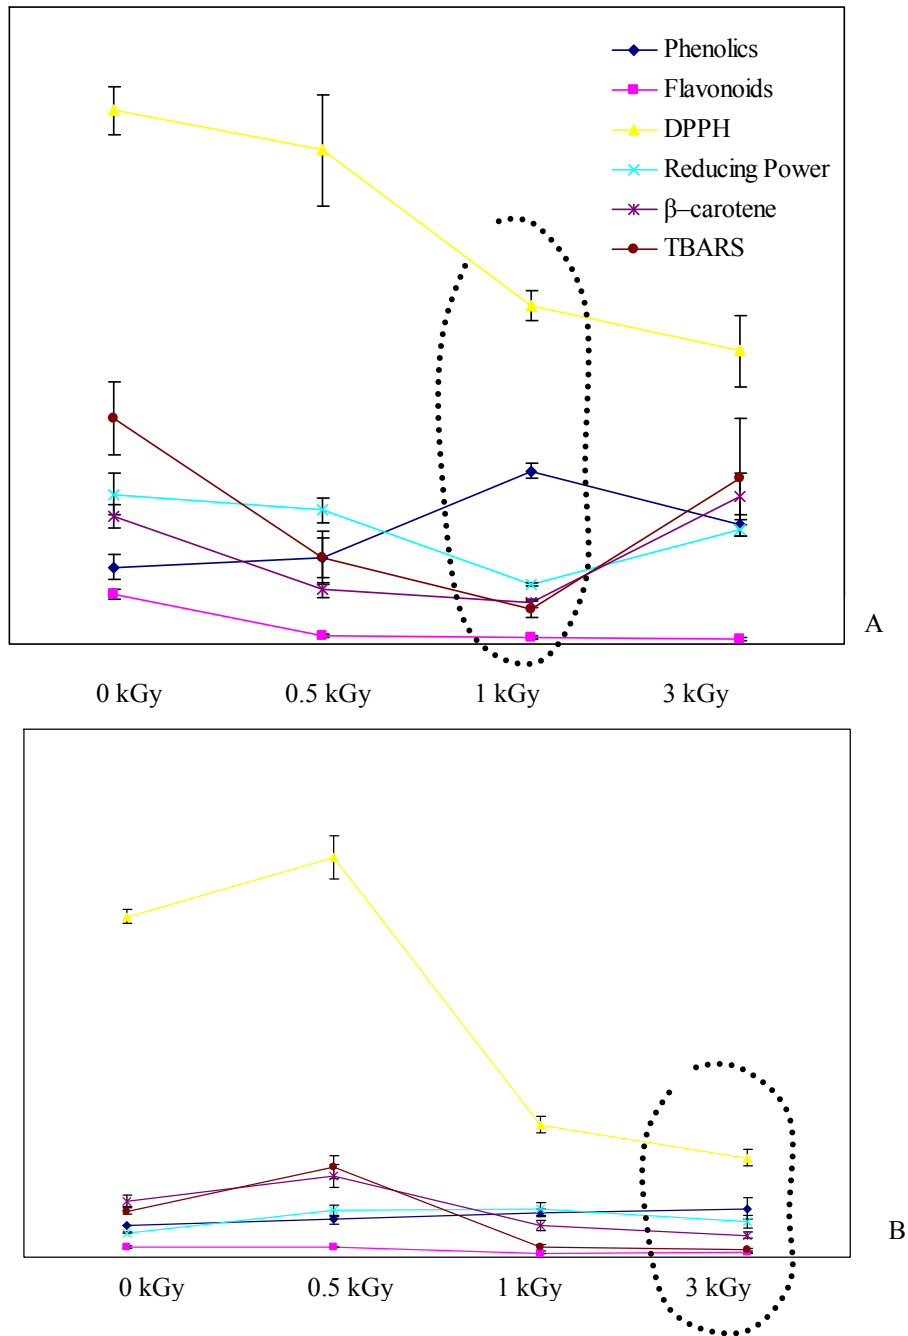 Phenolics
Flavonoids
DPPH
Reducing Power
β–carotene
TBARS
A
0 kGy 0.5 kGy 1 kGy 3 kGy
B
0 kGy 0.5 kGy 1 kGy 3 kGy